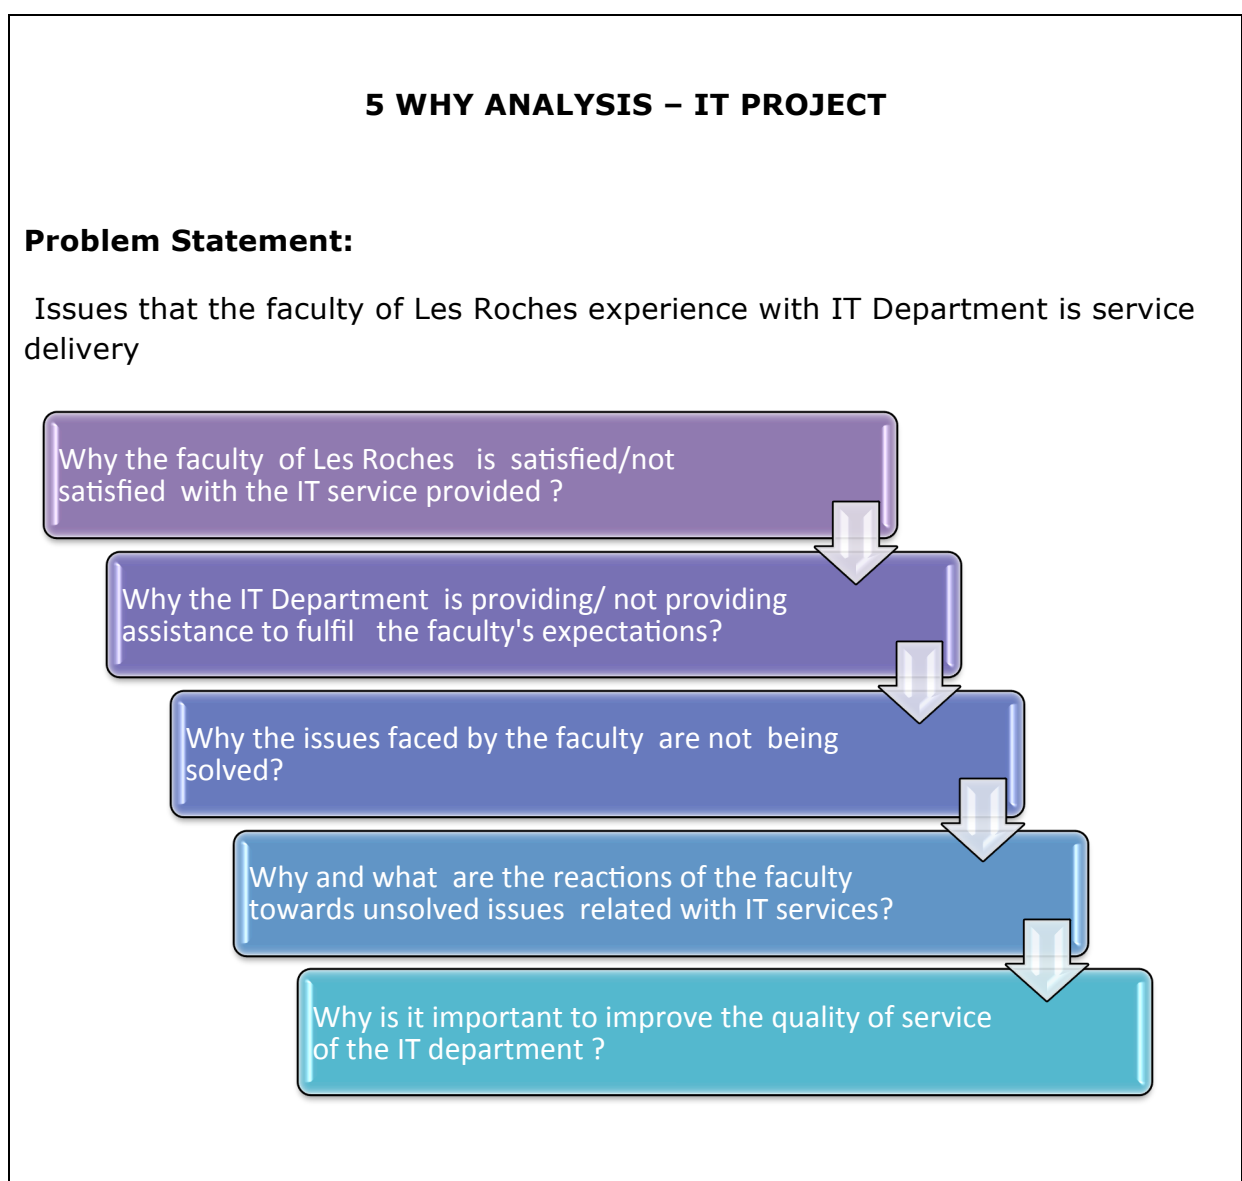 5 WHY ANALYSIS – IT PROJECT
Problem Statement:
Issues that the faculty of Les Roches experience with IT Department is service
delivery
Why the faculty  of Les Roches   is  satisfied/not
satisfied  with the IT service provided ?
Why the IT Department  is providing/ not providing
assistance to fulfil   the faculty's expectations?
Why the issues faced by the faculty  are not  being
solved?
Why and what  are the reactions of the faculty
towards unsolved issues  related with IT services?
Why is it important to improve the quality of service
of the IT department ?